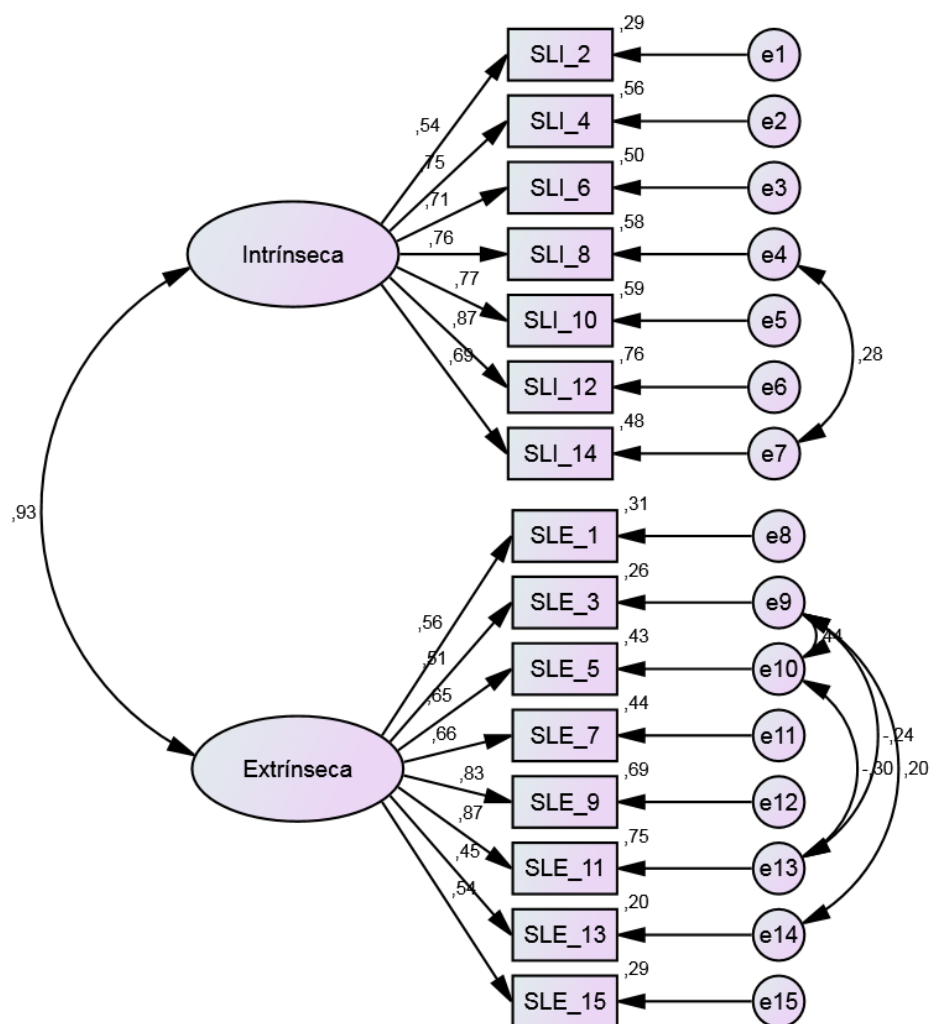 ,29
SLI_2
e1
,54
,56
SLI_4
e2
,75
,50
SLI_6
e3
,71
,58
Intrínseca
,76
SLI_8
e4
,77
,59
SLI_10
e5
,87
,28
,76
SLI_12
e6
,69
,48
SLI_14
e7
,93
,31
SLE_1
e8
,56
,26
SLE_3
e9
,51
,43
,44
SLE_5
e10
,65
,44
SLE_7
e11
,66
-,24
Extrínseca
,69
-,30
,20
,83
SLE_9
e12
,87
,75
SLE_11
e13
,45
,20
SLE_13
e14
,54
,29
SLE_15
e15